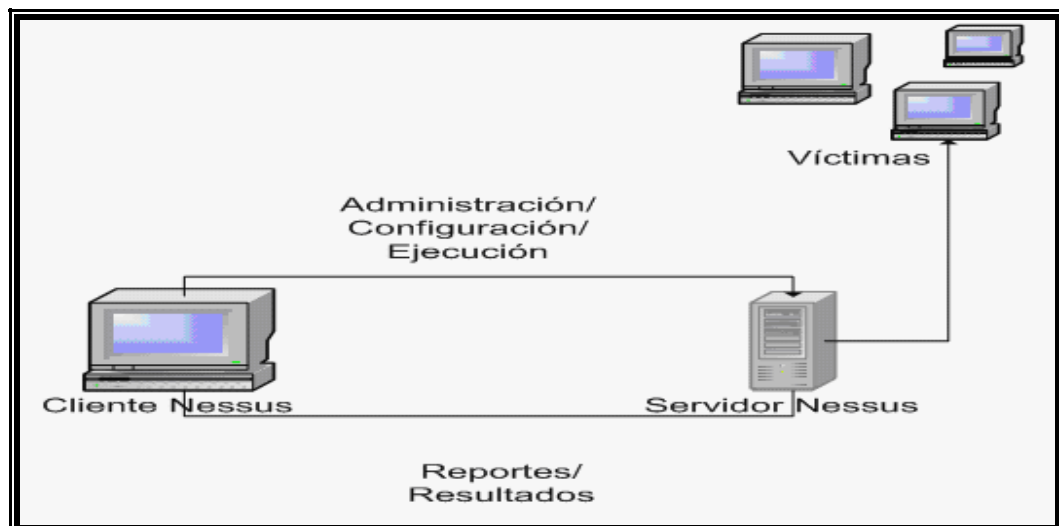 Víctimas
Administración/
Configuración/
Ejecución
Cliente Nessus
Servidor Nessus
Reportes/
Resultados